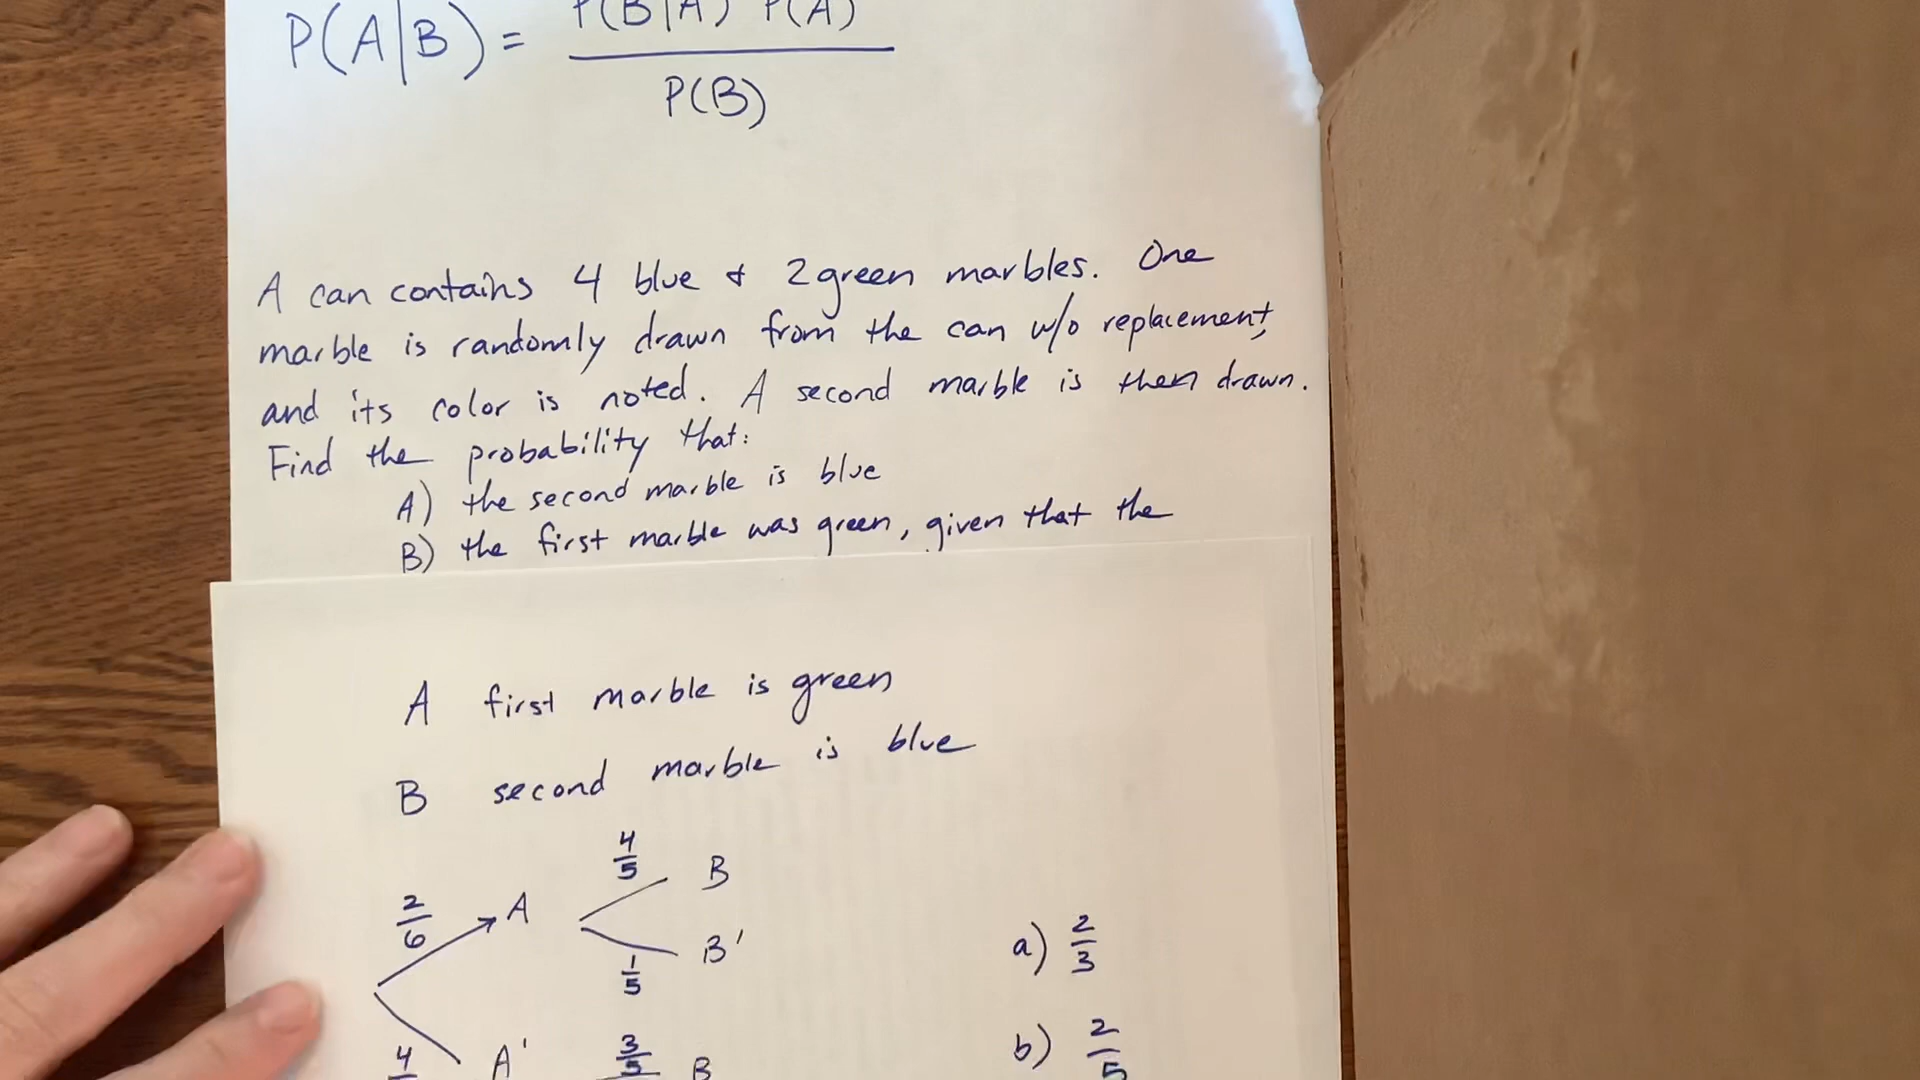 P(A|B) = P(B|A) P(A)
P(B)
A can contains 4 blue & 2 green marbles. One
marble is randomly drawn from the can w/o replacement,
and its color is noted. A second marble is then drawn.
Find the probability that:
A) the second marble is blue
B) the first marble was green, given that the
A first marble is green
B second marble is blue
4/5 B
2/6 A
B'
1/5
a) 2/3
4 A' 3/5 B
b) 2/5